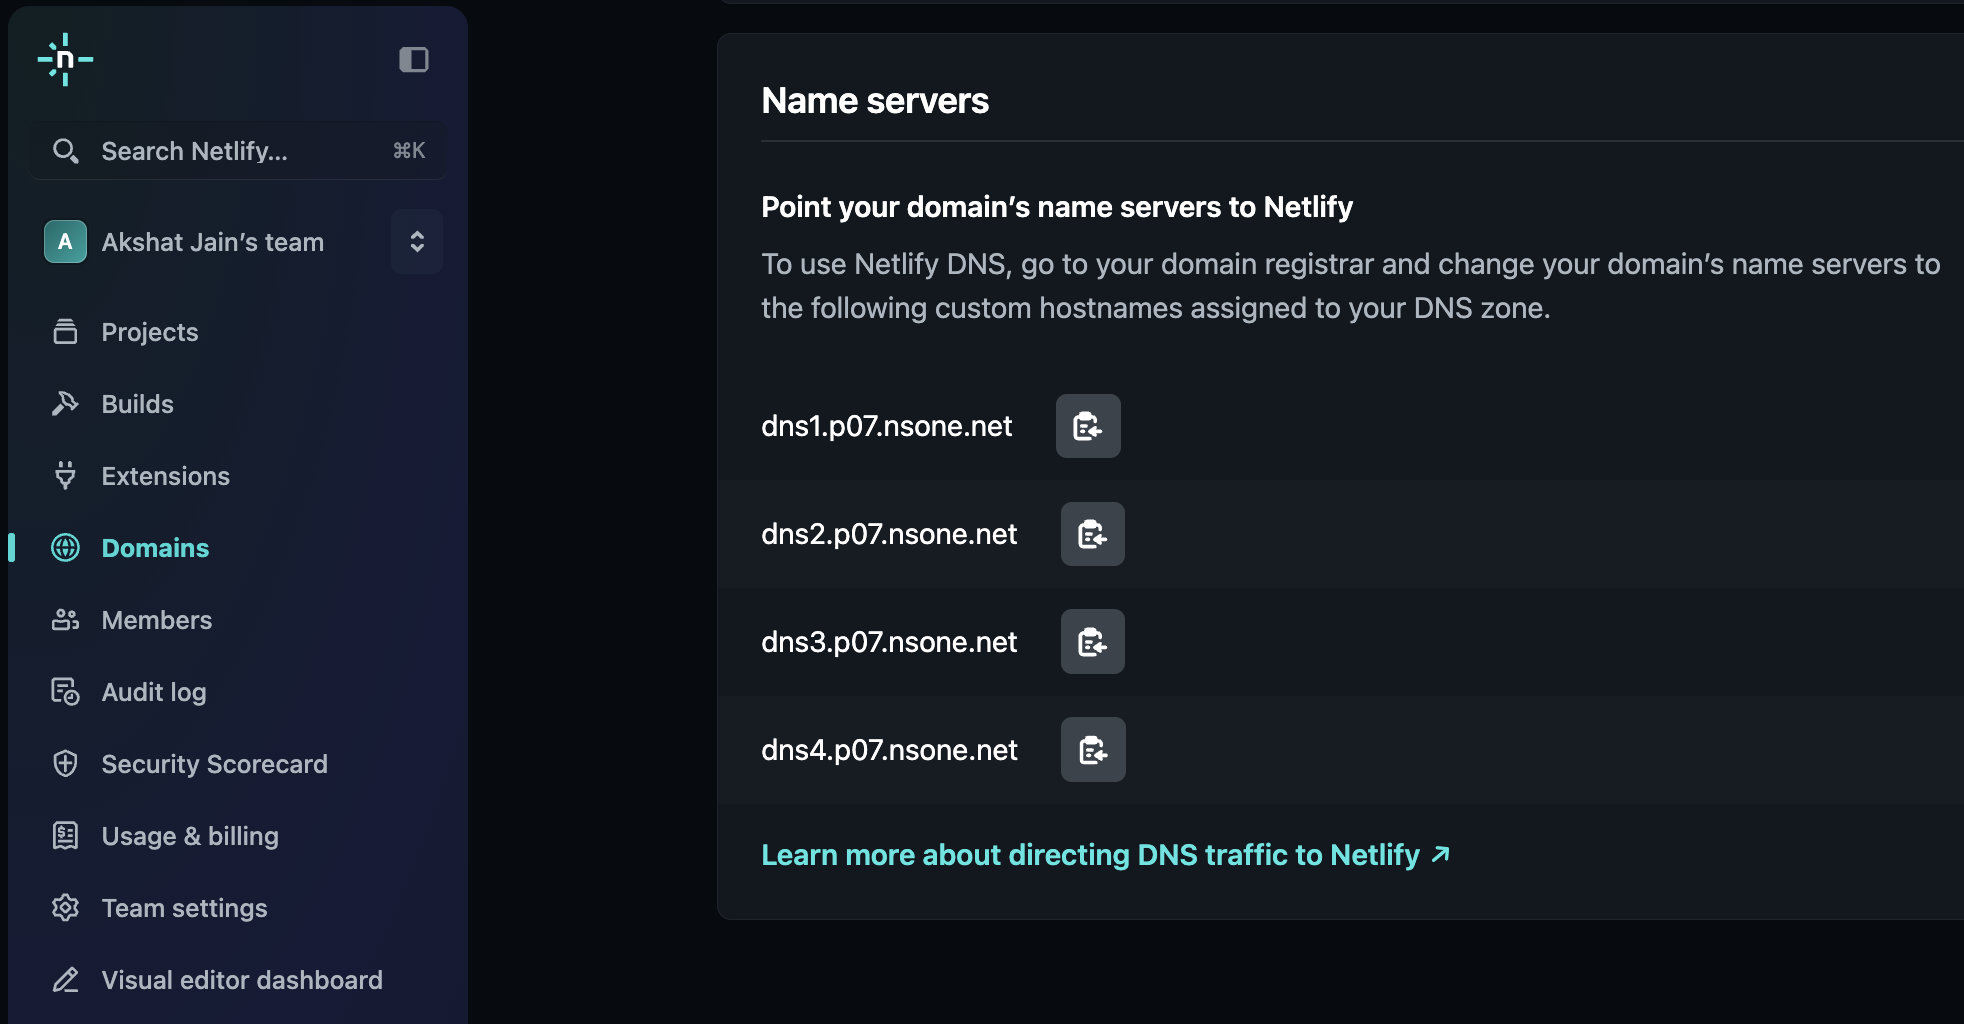 n
Search Netlify... ⌘K
A Akshat Jain’s team
Projects
Builds
Extensions
Domains
Members
Audit log
Security Scorecard
Usage & billing
Team settings
Visual editor dashboard
Name servers
Point your domain’s name servers to Netlify
To use Netlify DNS, go to your domain registrar and change your domain’s name servers to
the following custom hostnames assigned to your DNS zone.
dns1.p07.nsone.net
dns2.p07.nsone.net
dns3.p07.nsone.net
dns4.p07.nsone.net
Learn more about directing DNS traffic to Netlify ↗